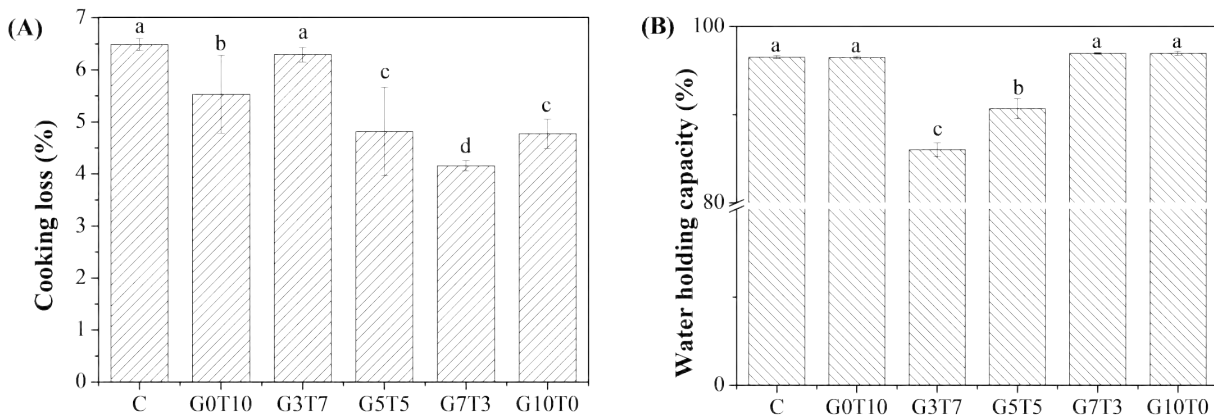 (A)
Cooking loss (%)
7
6
5
4
3
2
1
0
a
b
a
c
d
c
C G0T10 G3T7 G5T5 G7T3 G10T0
(B)
Water holding capacity (%)
100
80
0
a
a
c
b
a
a
C G0T10 G3T7 G5T5 G7T3 G10T0